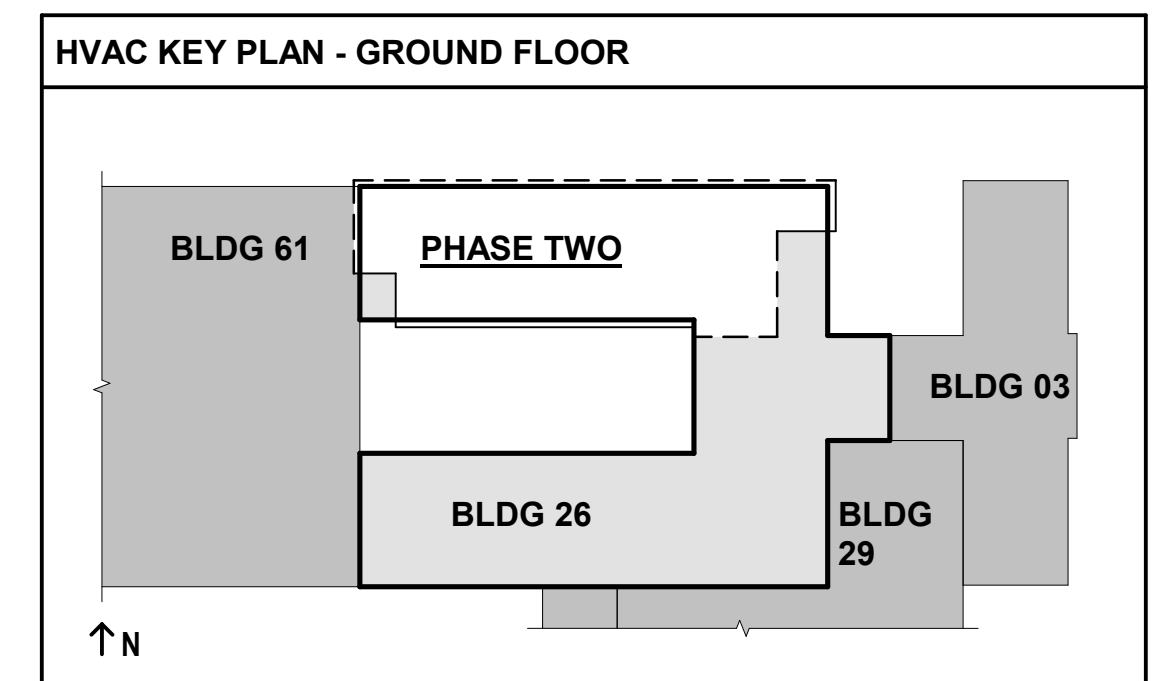 HVAC KEY PLAN - GROUND FLOOR
BLDG 61
PHASE TWO
BLDG 03
BLDG 26
BLDG
29
N